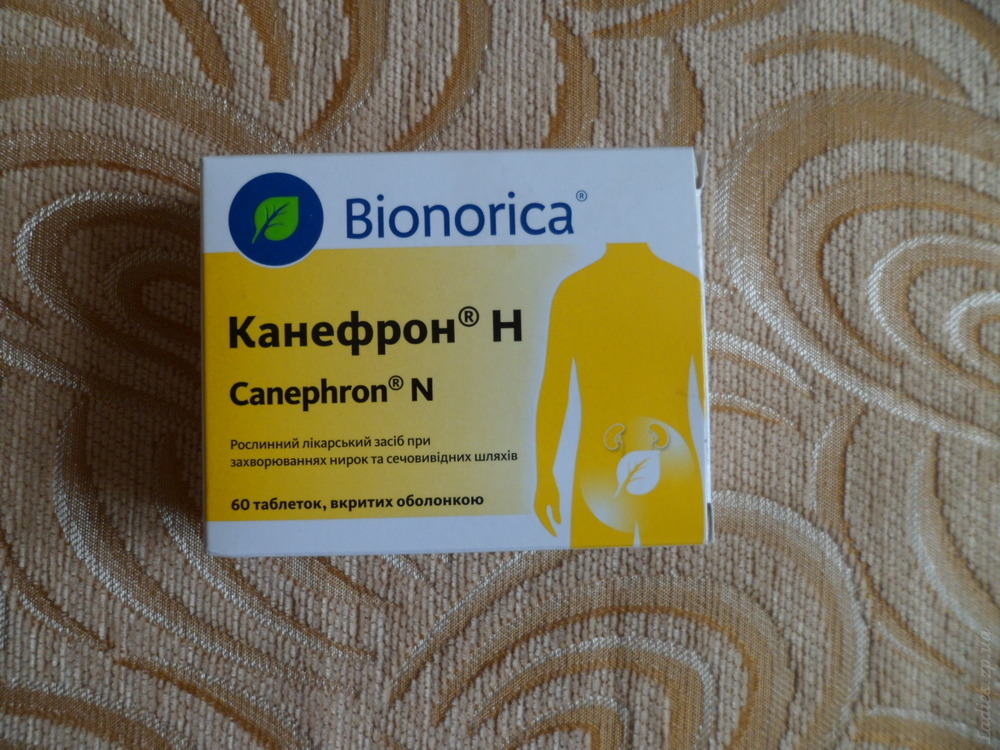 Bionorica®
Канефрон® Н
Canephron® N
Рослинний лікарський засіб при
захворюваннях нирок та сечовивідних шляхів
60 таблеток, вкритих оболонкою